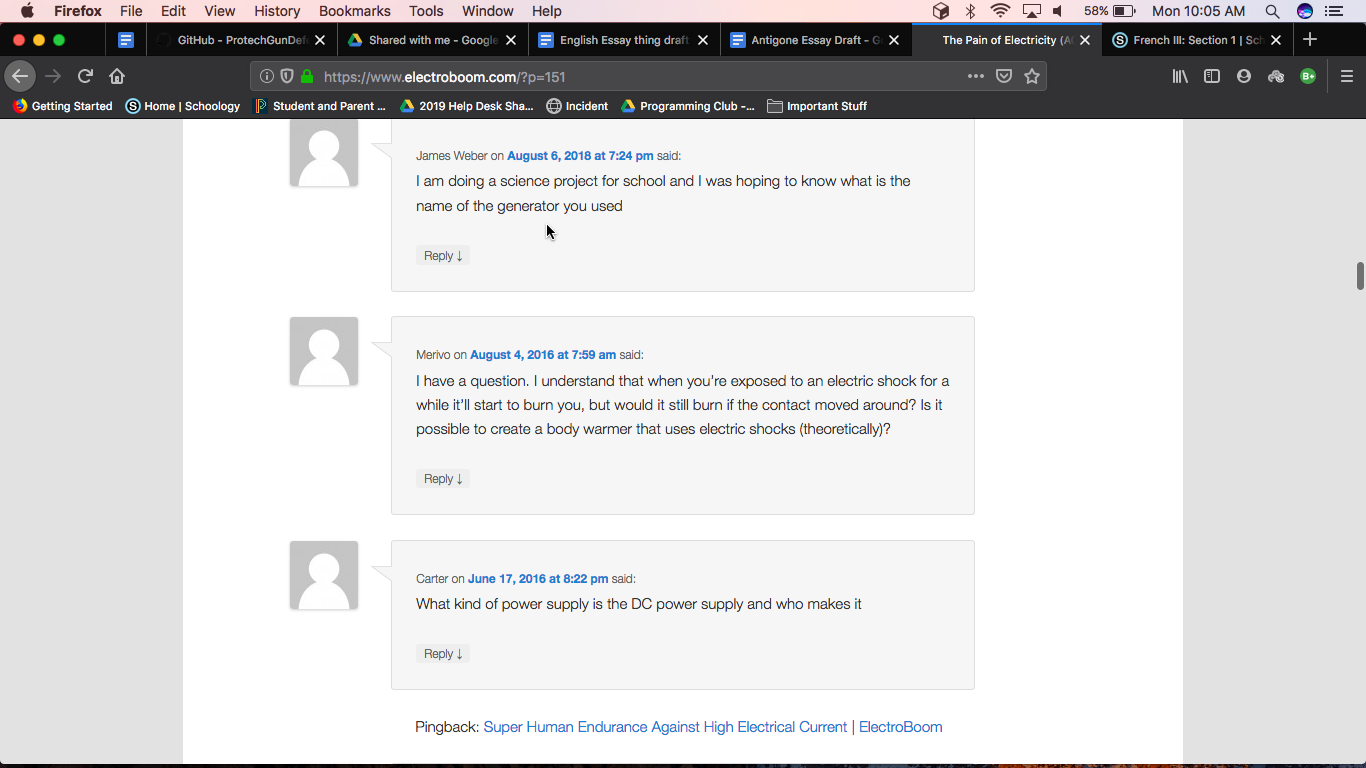 Firefox File Edit View History Bookmarks Tools Window Help 58% Mon 10:05 AM
GitHub - ProtechGunDef Shared with me - Google English Essay thing draft Antigone Essay Draft - G The Pain of Electricity (A French III: Section 1 | Sch
https://www.electroboom.com/?p=151
Getting Started Home | Schoology Student and Parent ... 2019 Help Desk Sha... Incident Programming Club -... Important Stuff
James Weber on August 6, 2018 at 7:24 pm said:
I am doing a science project for school and I was hoping to know what is the
name of the generator you used
Reply ↓
Merivo on August 4, 2016 at 7:59 am said:
I have a question. I understand that when you're exposed to an electric shock for a
while it'll start to burn you, but would it still burn if the contact moved around? Is it
possible to create a body warmer that uses electric shocks (theoretically)?
Reply ↓
Carter on June 17, 2016 at 8:22 pm said:
What kind of power supply is the DC power supply and who makes it
Reply ↓
Pingback: Super Human Endurance Against High Electrical Current | ElectroBoom